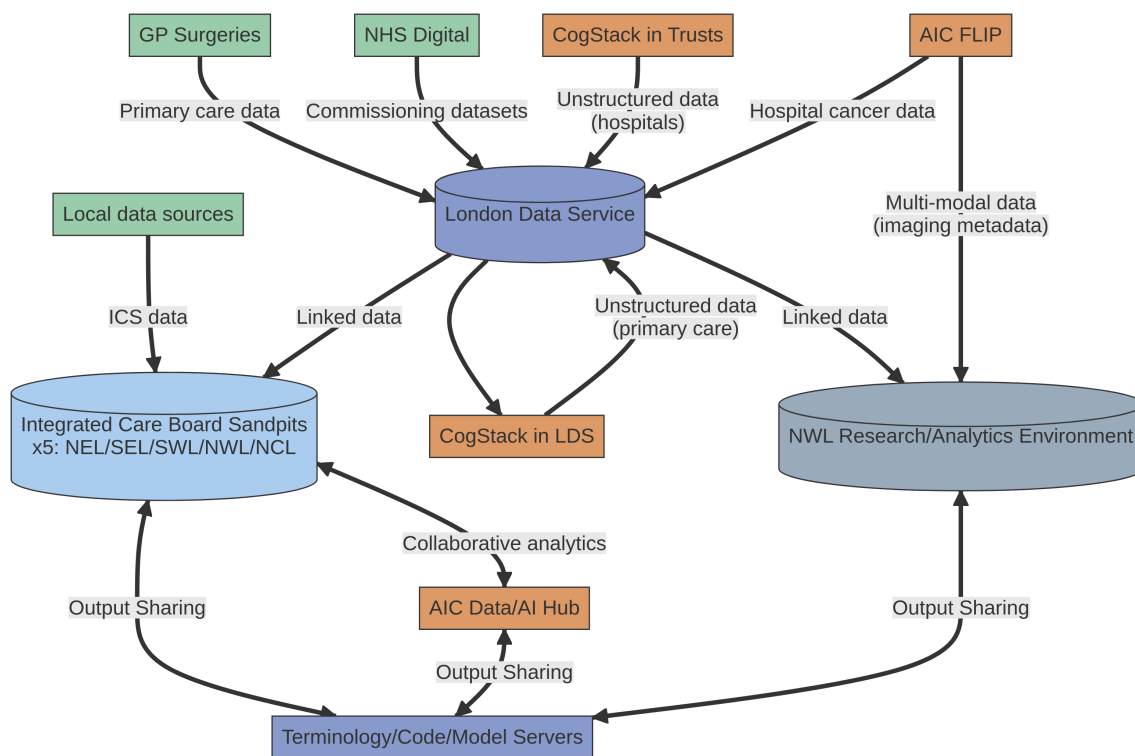 GP Surgeries
NHS Digital
CogStack in Trusts
AIC FLIP
Primary care data
Commissioning datasets
Unstructured data
(hospitals)
Hospital cancer data
Local data sources
London Data Service
Multi-modal data
(imaging metadata)
ICS data
Linked data
Unstructured data
(primary care)
Linked data
Integrated Care Board Sandpits
x5: NEL/SEL/SWL/NWL/NCL
CogStack in LDS
NWL Research/Analytics Environment
Collaborative analytics
Output Sharing
AIC Data/AI Hub
Output Sharing
Output Sharing
Terminology/Code/Model Servers